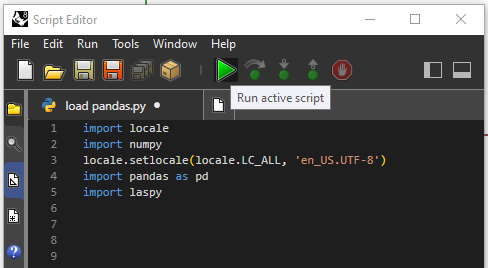 Script Editor
File Edit Run Tools Window Help
load pandas.py
Run active script
1 import locale
2 import numpy
3 locale.setlocale(locale.LC_ALL, 'en_US.UTF-8')
4 import pandas as pd
5 import laspy
6
7
8
9